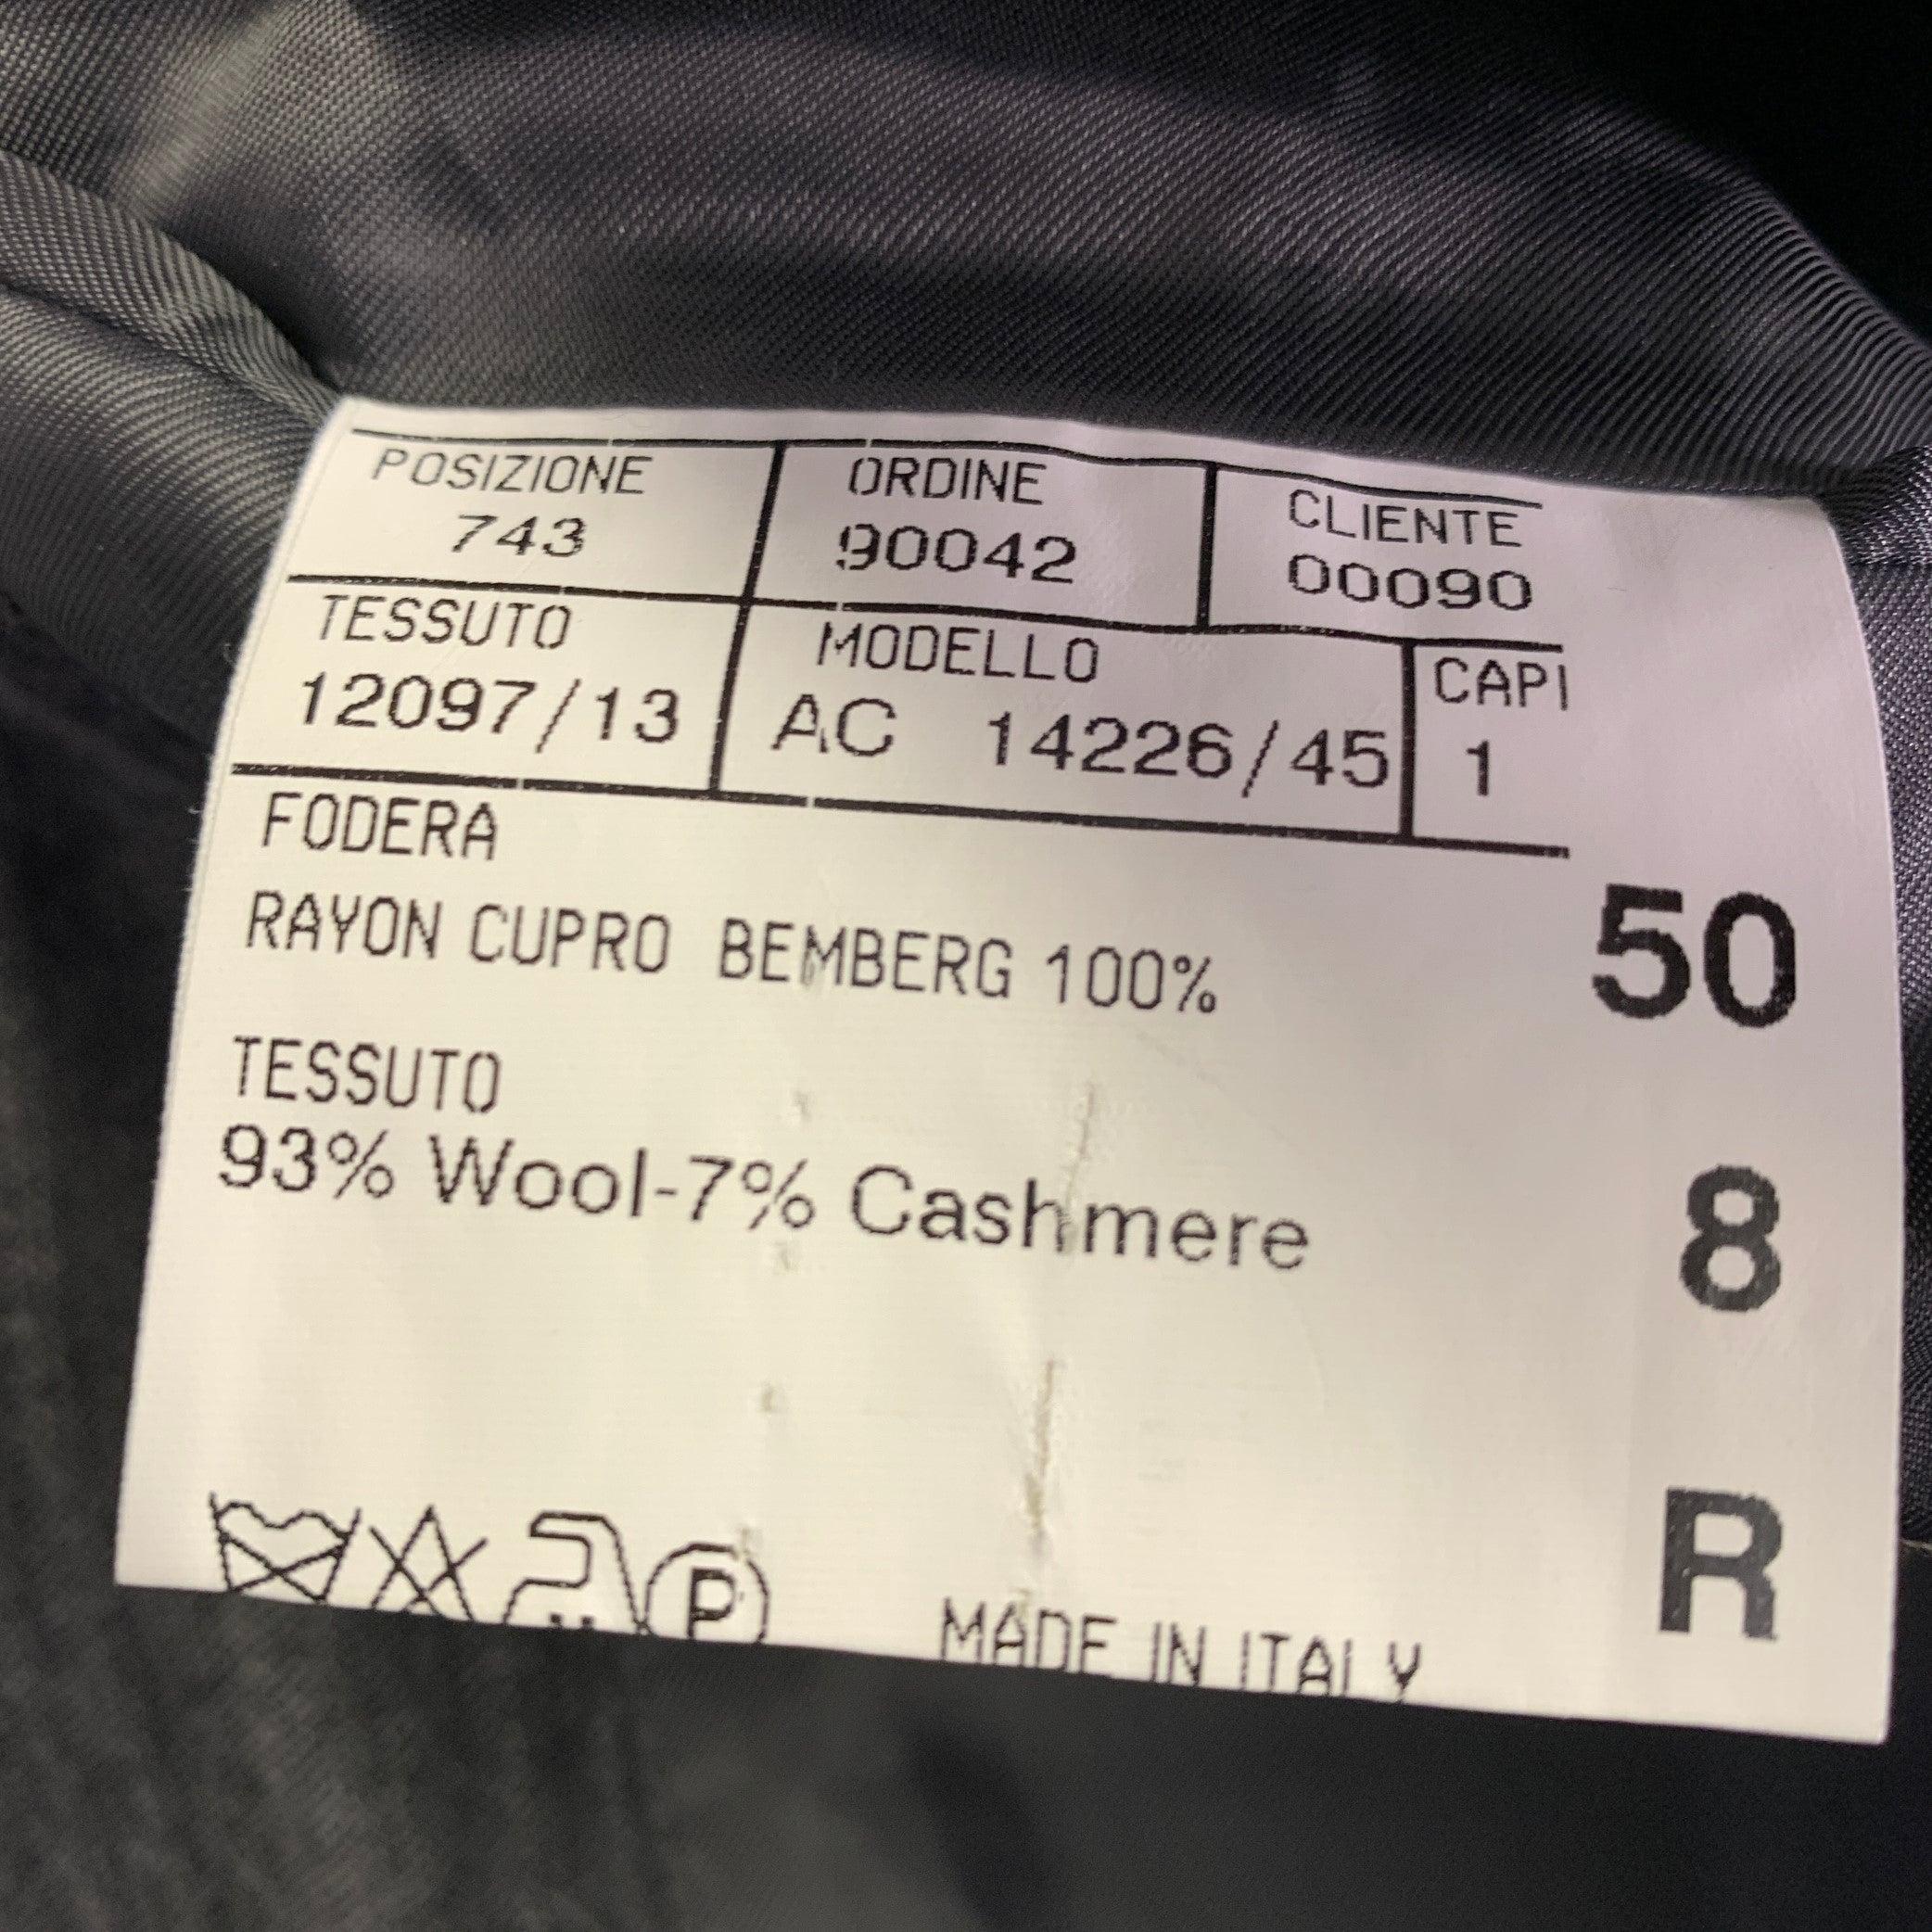 POSIZIONE ORDINE CLIENTE
743 90042 00090
TESSUTO MODELLO CAPI
12097/13 AC 14226/45 1
FODERA
RAYON CUPRO BEMBERG 100%
50
TESSUTO
93% Wool-7% Cashmere
8
R
P
MADE IN ITALY